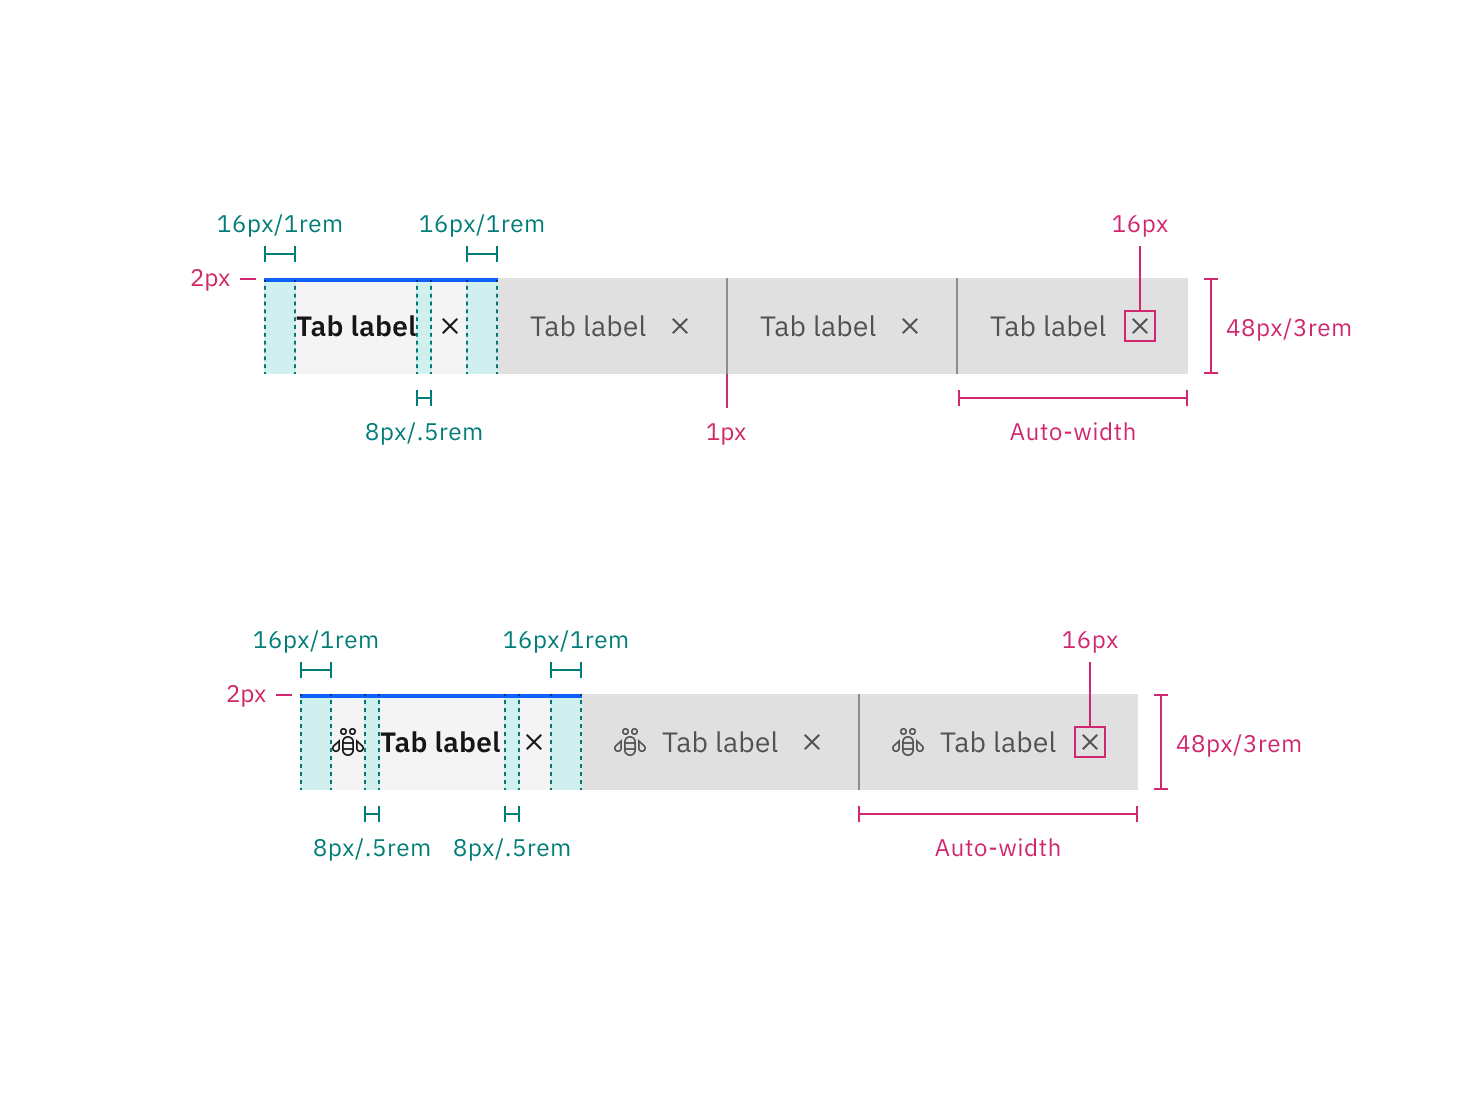 16px/1rem 16px/1rem 16px
2px
Tab label Tab label Tab label Tab label
48px/3rem
8px/.5rem 1px Auto-width
16px/1rem 16px/1rem 16px
2px
Tab label Tab label Tab label
48px/3rem
8px/.5rem 8px/.5rem Auto-width